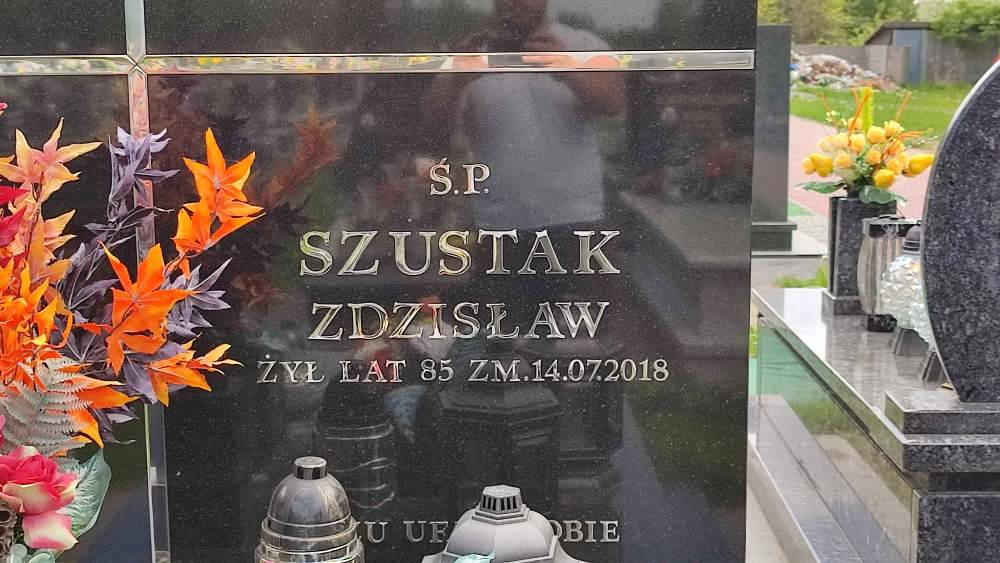 Ś.P.
SZUSTAK
ZDZISŁAW
ŻYŁ LAT 85 ZM.14.07.2018